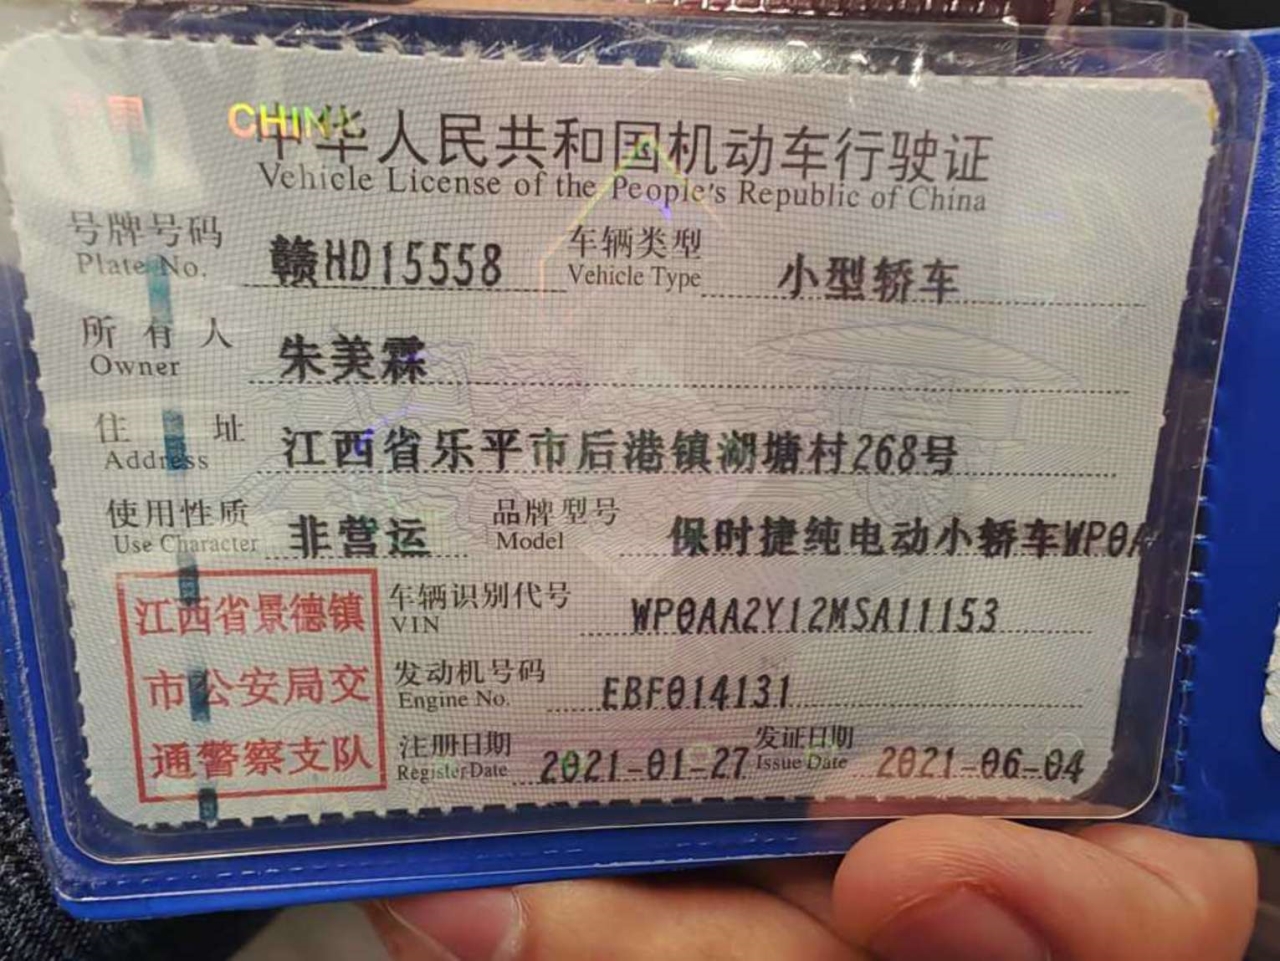 CHINA
中华人民共和国机动车行驶证
Vehicle License of the People's Republic of China
号牌号码 赣HD15558 车辆类型 小型轿车
Plate No. Vehicle Type
所有人 朱美霖
Owner
住址 江西省乐平市后港镇湖塘村268号
Address
使用性质 非营运 品牌型号 保时捷纯电动小轿车WP0A
Use Character Model
江西省景德镇
市公安局交
通警察支队
车辆识别代号 WP0AA2Y12MSA11153
VIN
发动机号码 EBF014131
Engine No.
注册日期 2021-01-27 发证日期 2021-06-04
Register Date Issue Date